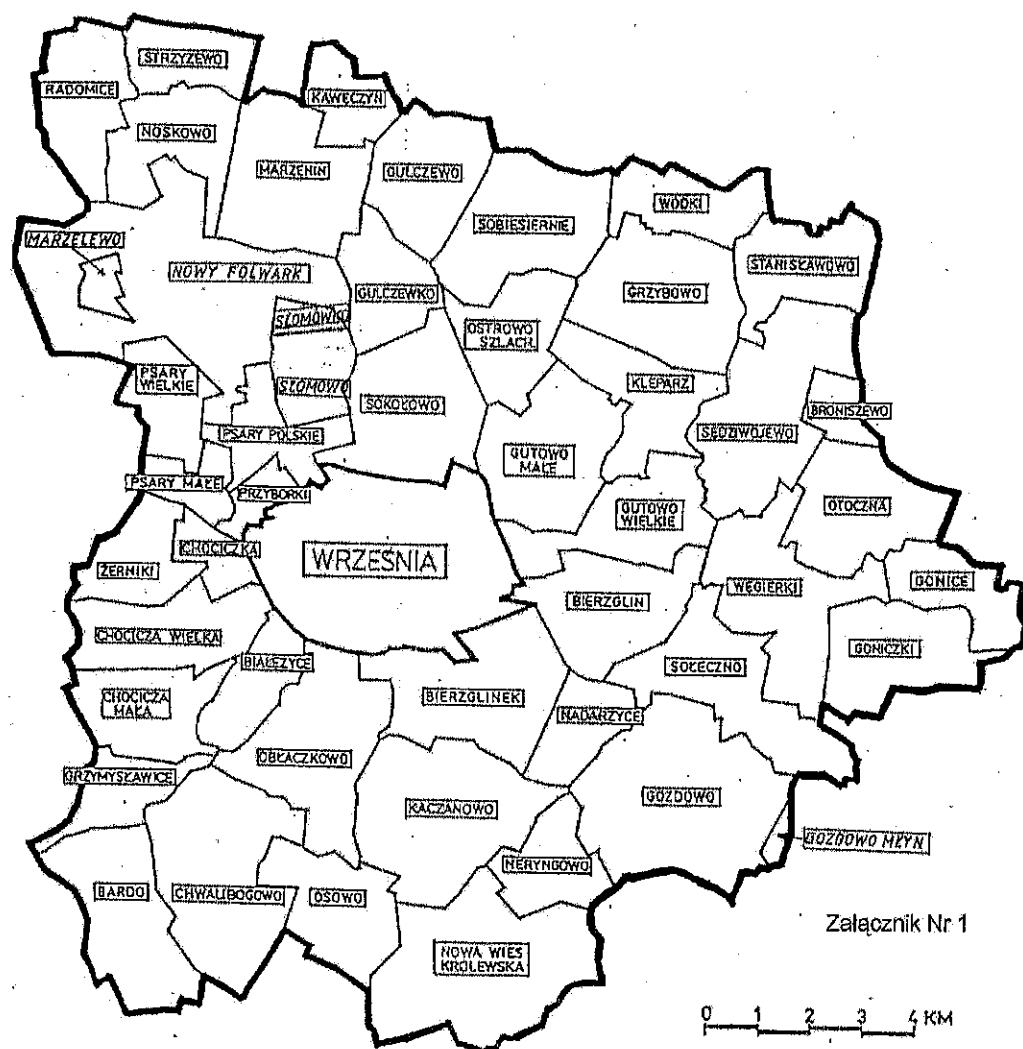 STRZYŻEWO
RADOMICE
KAWĘCZYN
NOSKOWO
MARZENIN
GULCZEWO
WÓDKI
SOBIESIERNIE
MARZELEWO
STANISŁAWOWO
NOWY FOLWARK
GULCZEWKO
GRZYBOWO
SŁOMÓWKO
OSTROWO
SZLACH.
PSARY
WIELKIE
SŁOMOWO
KLEPARZ
SOKOŁOWO
BRONISZEWO
PSARY POLSKIE
SĘDZIWOJEWO
GUTOWO
MAŁE
PSARY MAŁE
PRZYBORKI
OTOCZNA
GUTOWO
WIELKIE
CHOCICZKA
WRZEŚNIA
ŻERNIKI
GONICE
WĘGIERKI
BIERZGLIN
CHOCICZA WIELKA
GONICZKI
BIAŁĘŻYCE
SOŁECZNO
CHOCICZA
MAŁA
BIERZGLINEK
NADARZYCE
OBŁACZKOWO
GRZYMYSŁAWICE
GOZDOWO
KACZANOWO
GOZDOWO MŁYN
NERYNGOWO
BARDO
CHWALIBOGOWO
OSOWO
Załącznik Nr 1
NOWA WIEŚ
KRÓLEWSKA
0 1 2 3 4 KM